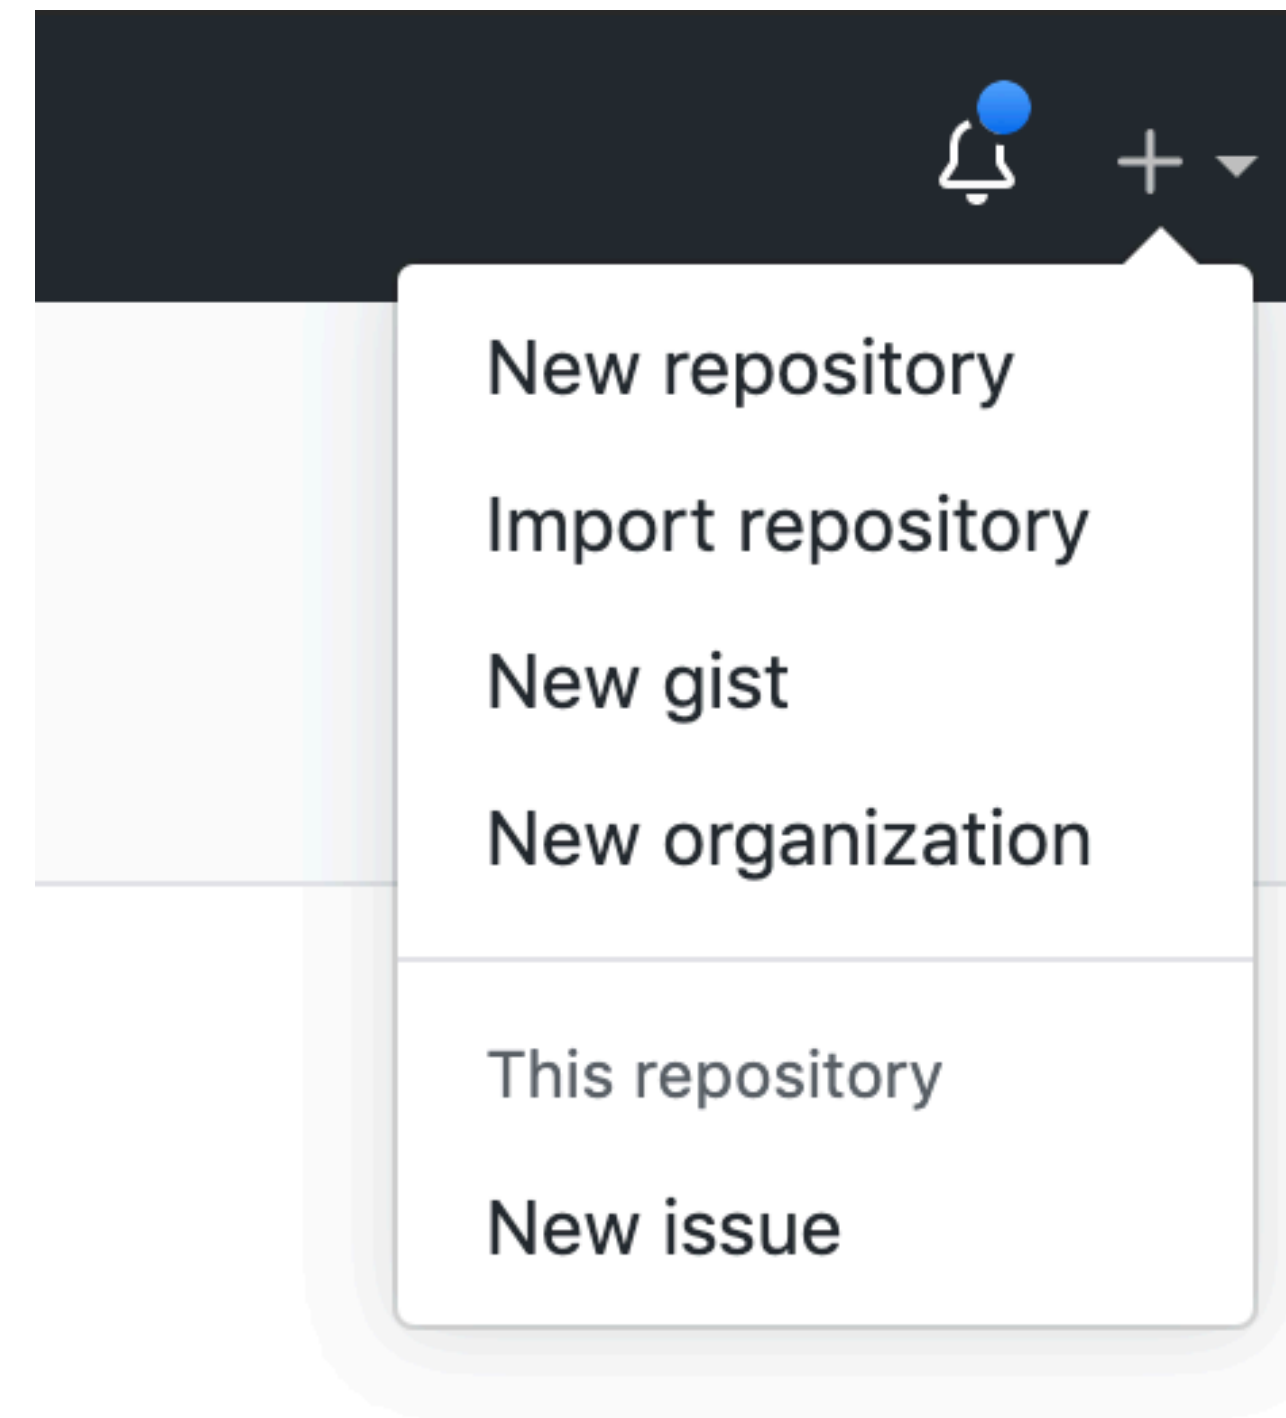 New repository
Import repository
New gist
New organization
This repository
New issue